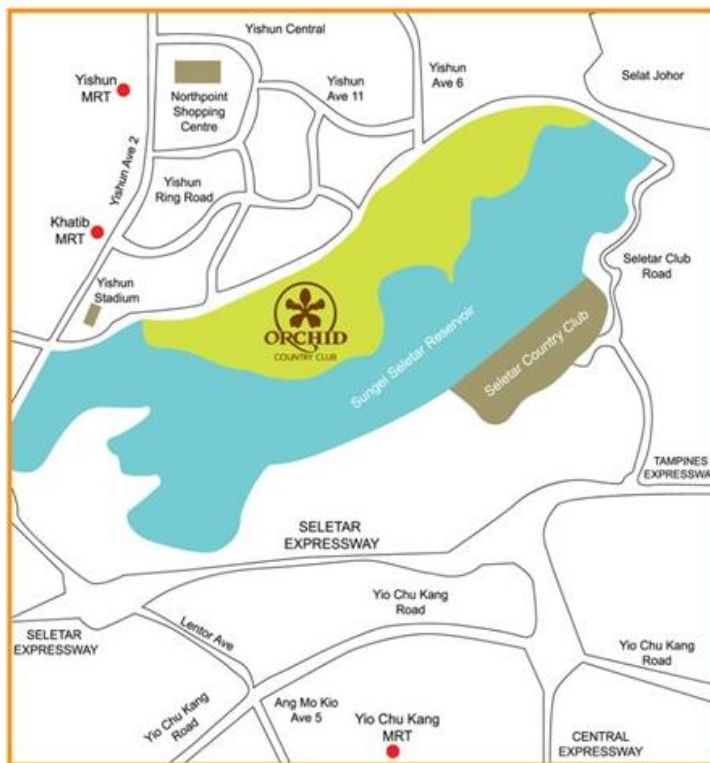 Yishun Central
Yishun
MRT
Northpoint
Shopping
Centre
Yishun
Ave 11
Yishun
Ave 6
Selat Johor
Yishun Ave 2
Yishun
Ring Road
Khatib
MRT
Yishun
Stadium
Seletar Club
Road
ORCHID
COUNTRY CLUB
Sungei Seletar Reservoir
Seletar Country Club
TAMPINES
EXPRESSWAY
SELETAR
EXPRESSWAY
Yio Chu Kang
Road
Lentor Ave
SELETAR
EXPRESSWAY
Yio Chu Kang
Road
Yio Chu Kang
Road
Ang Mo Kio
Ave 5
Yio Chu Kang
MRT
CENTRAL
EXPRESSWAY